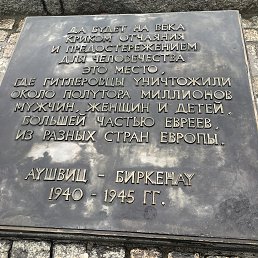 ДА БУДЕТ НА ВЕКА
КРИКОМ ОТЧАЯНИЯ
И ПРЕДОСТЕРЕЖЕНИЕМ
ДЛЯ ЧЕЛОВЕЧЕСТВА
ЭТО МЕСТО,
ГДЕ ГИТЛЕРОВЦЫ УНИЧТОЖИЛИ
ОКОЛО ПОЛУТОРА МИЛЛИОНОВ
МУЖЧИН, ЖЕНЩИН И ДЕТЕЙ,
БОЛЬШЕЙ ЧАСТЬЮ ЕВРЕЕВ,
ИЗ РАЗНЫХ СТРАН ЕВРОПЫ.
АУШВИЦ - БИРКЕНАУ
1940 - 1945 ГГ.